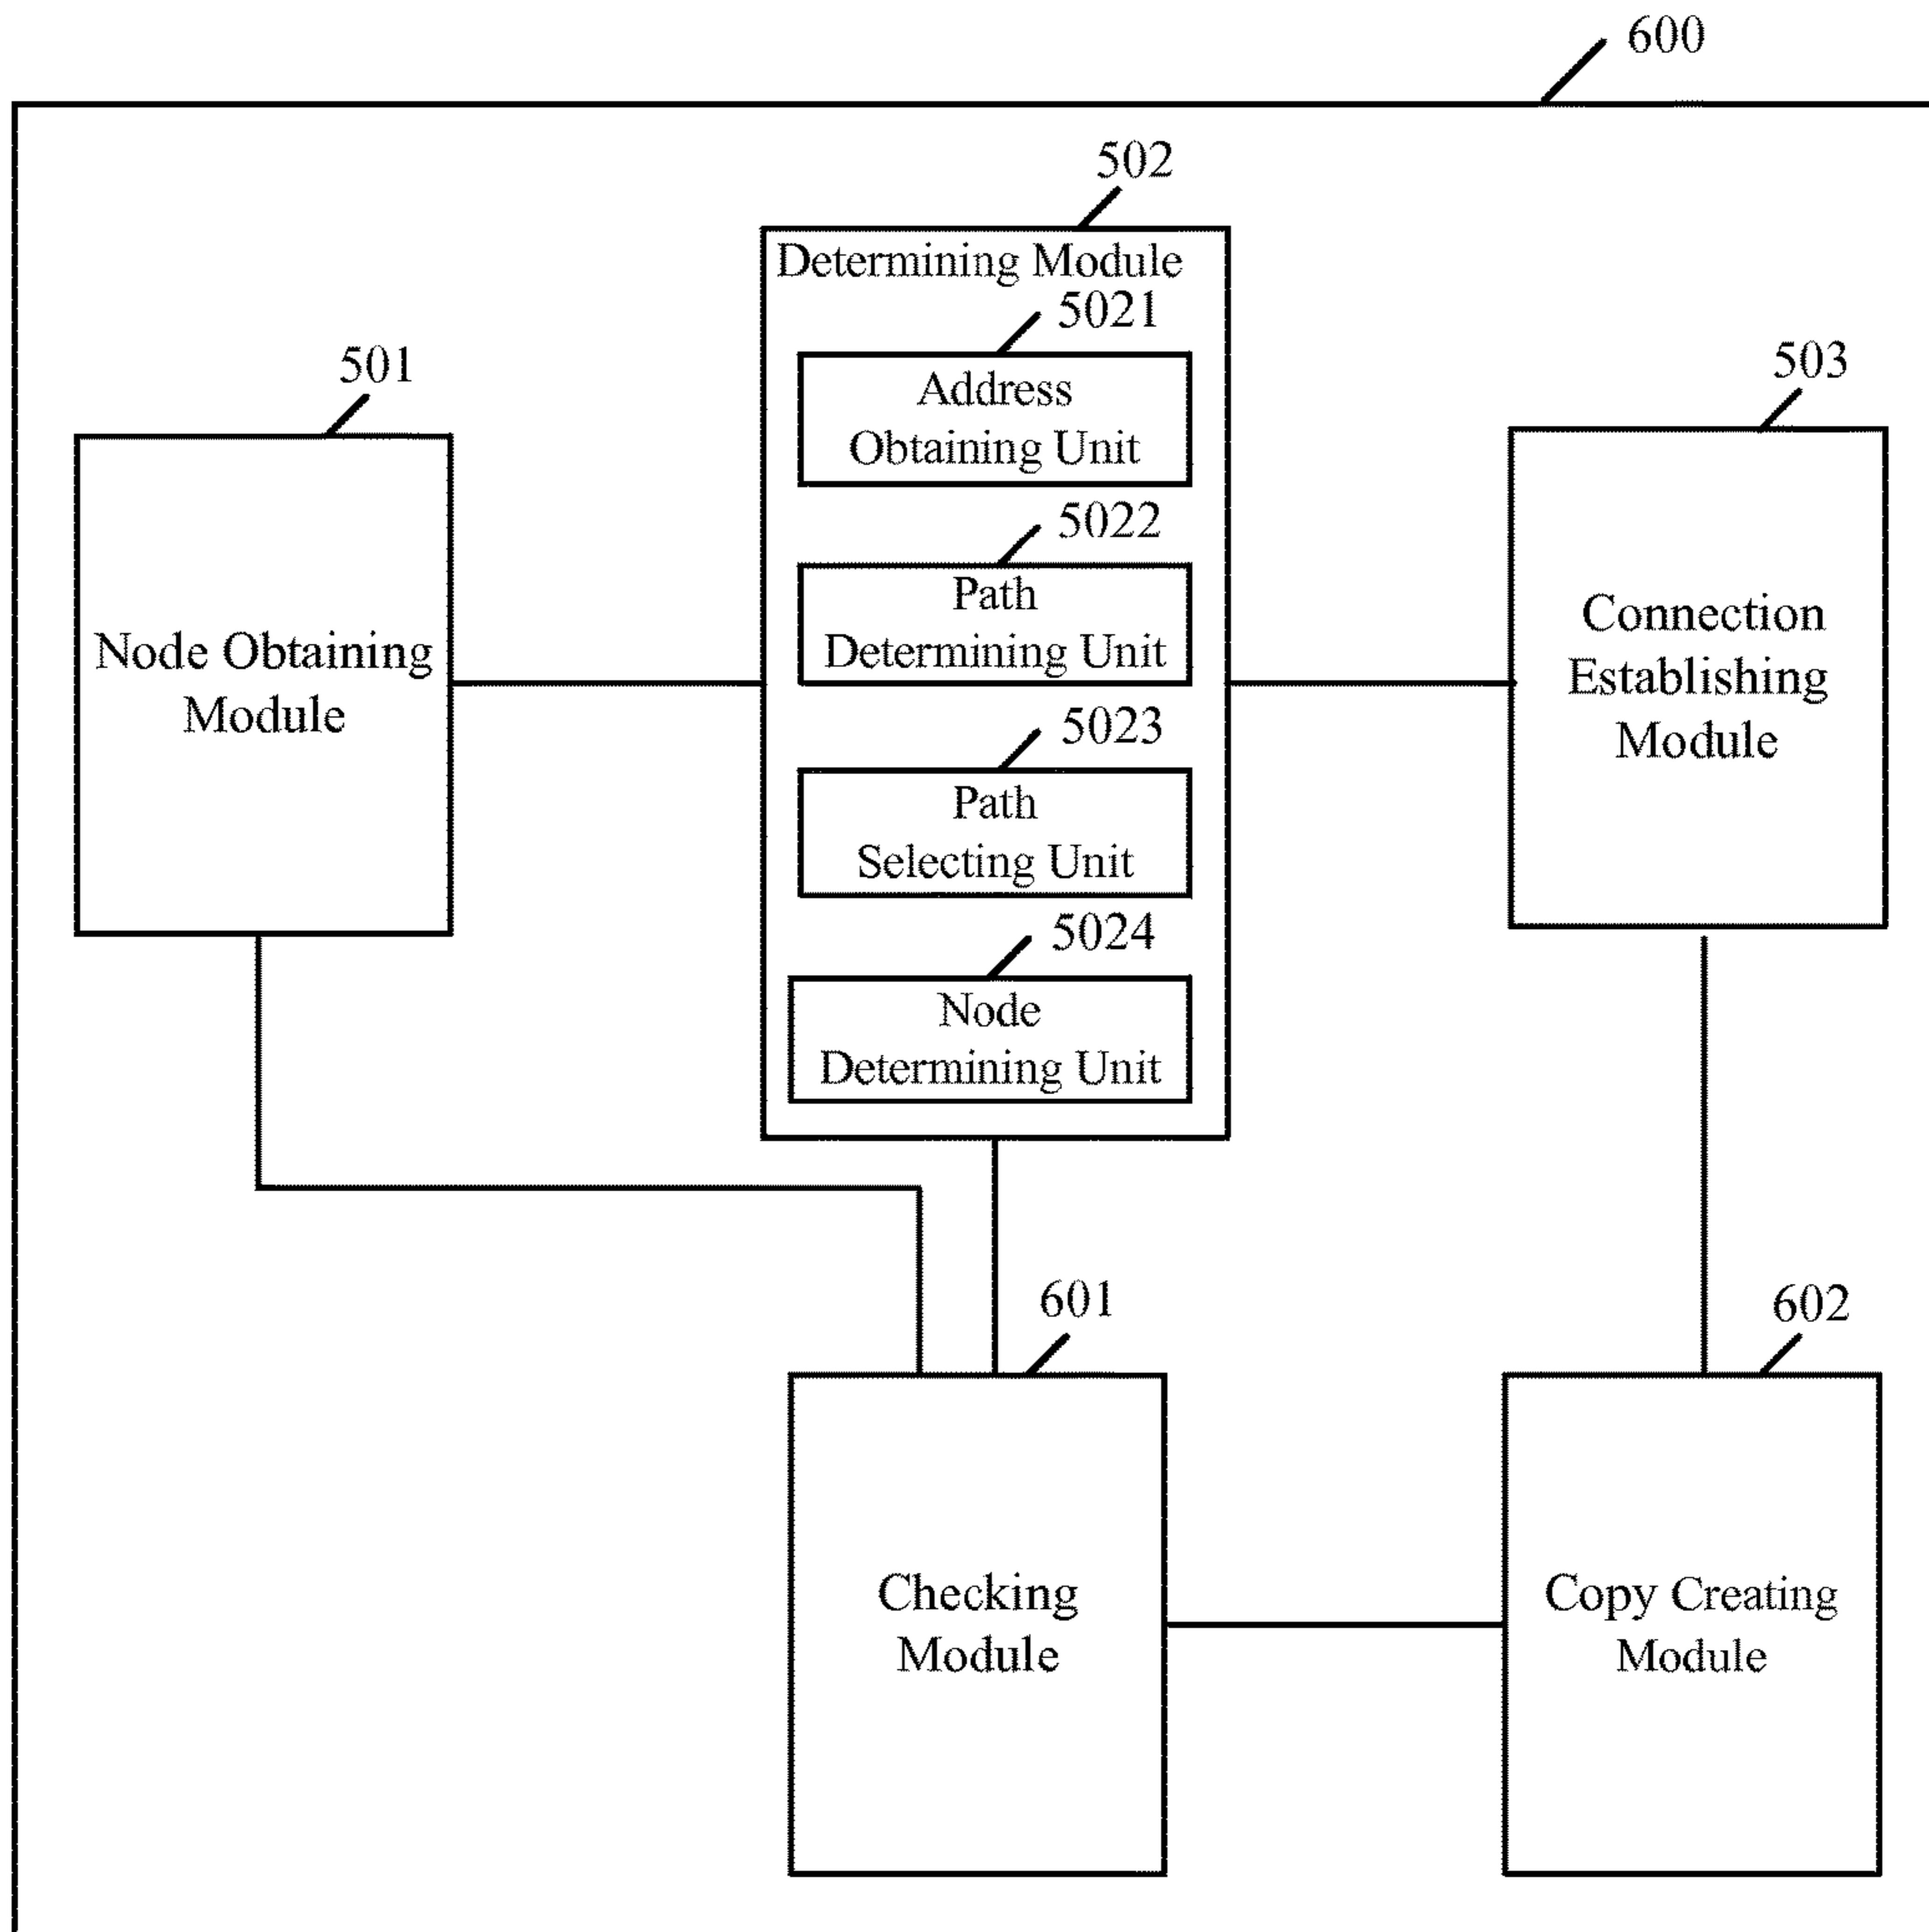 600
502
Determining Module
5021
Address
Obtaining Unit
5022
Path
Determining Unit
5023
Path
Selecting Unit
5024
Node
Determining Unit
501
Node Obtaining
Module
503
Connection
Establishing
Module
601
Checking
Module
602
Copy Creating
Module